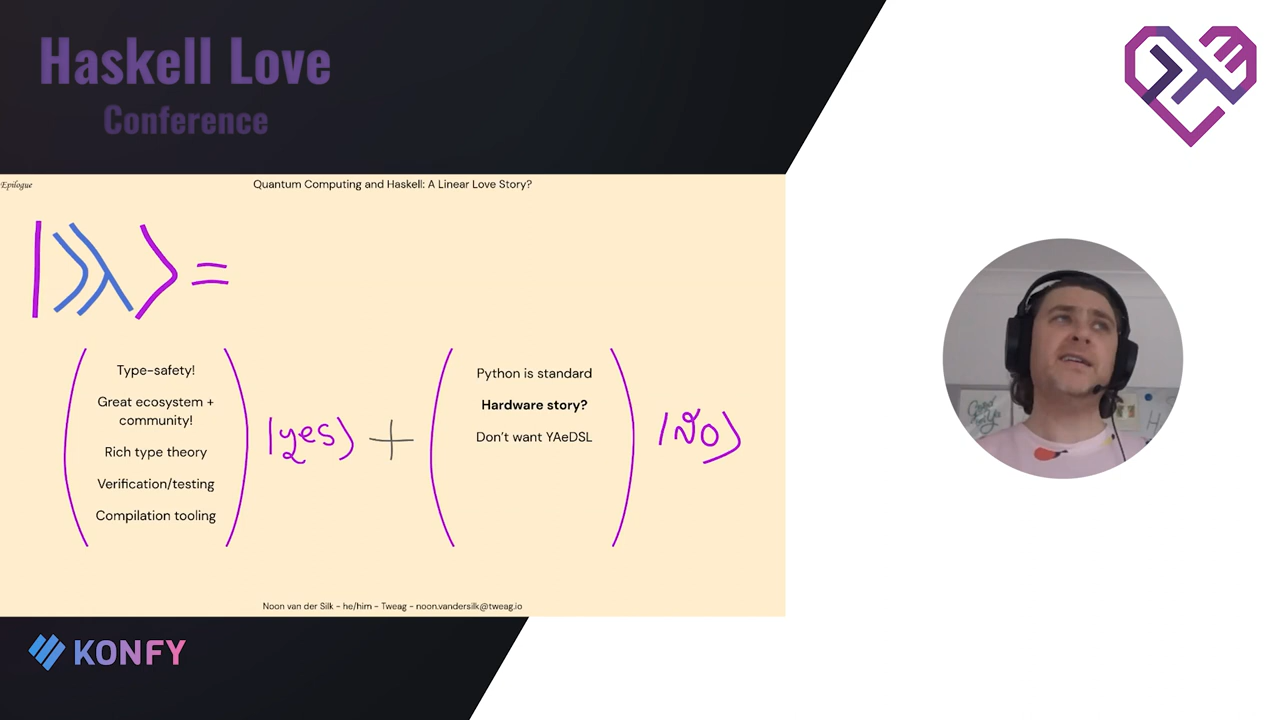 Haskell Love
Conference
Epilogue
Quantum Computing and Haskell: A Linear Love Story?
|⟩⟩λ⟩ =
Type-safety!
Great ecosystem +
community!
Rich type theory
Verification/testing
Compilation tooling
|yes⟩ +
Python is standard
Hardware story?
Don't want YAeDSL
|No⟩
Noon van der Silk - he/him - Tweag - noon.vandersilk@tweag.io
KONFY